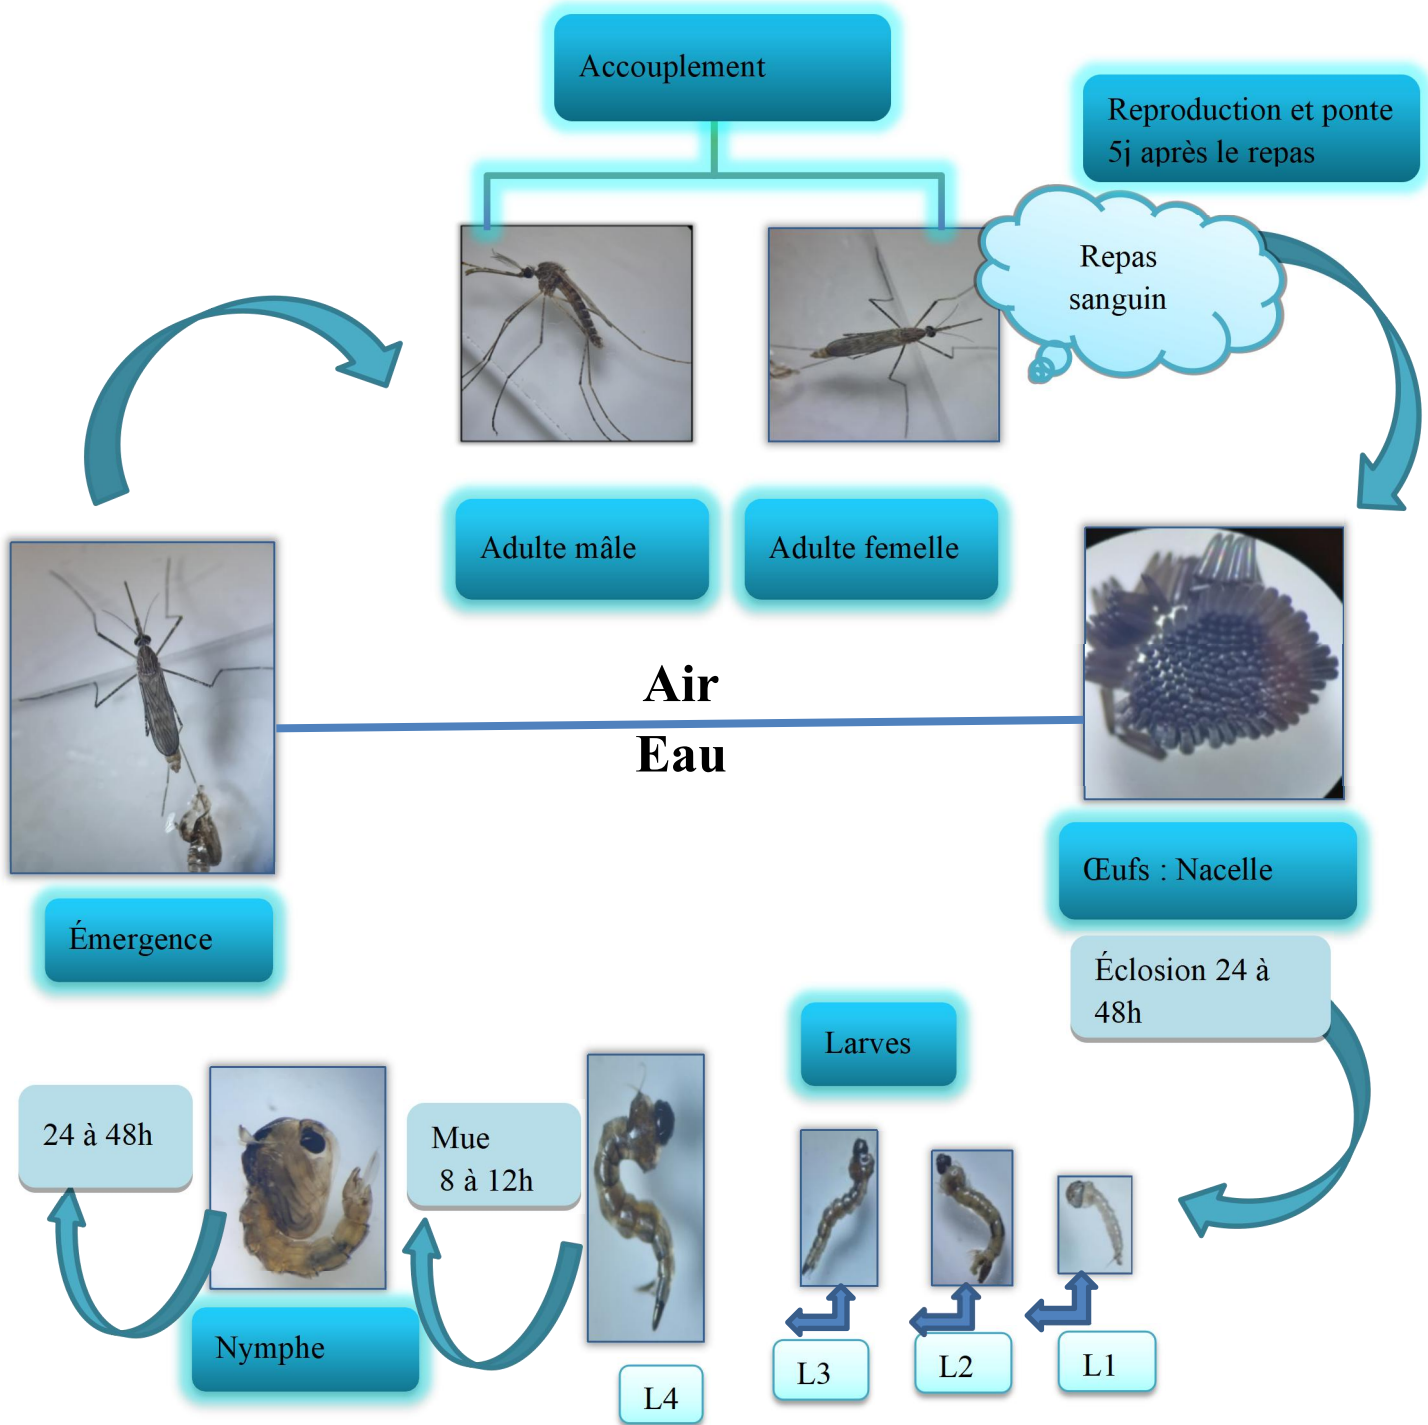 Accouplement
Reproduction et ponte
5j après le repas
Repas
sanguin
Adulte mâle
Adulte femelle
Air
Eau
Œufs : Nacelle
Émergence
Éclosion 24 à
48h
Larves
24 à 48h
Mue
8 à 12h
Nymphe
L4
L3
L2
L1